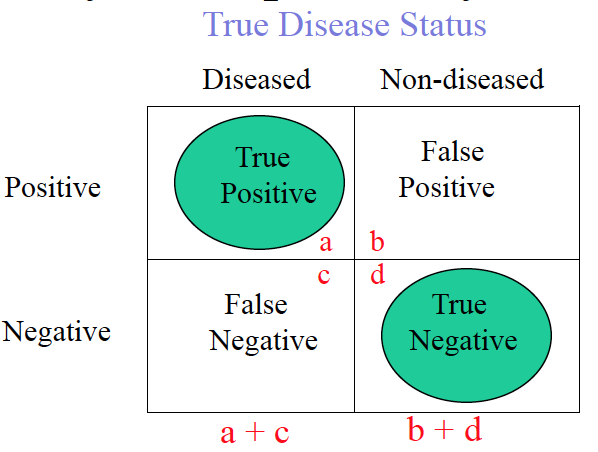 True Disease Status
Diseased Non-diseased
Positive
True
Positive
a
False
Positive
b
Negative
c
False
Negative
d
True
Negative
a + c
b + d